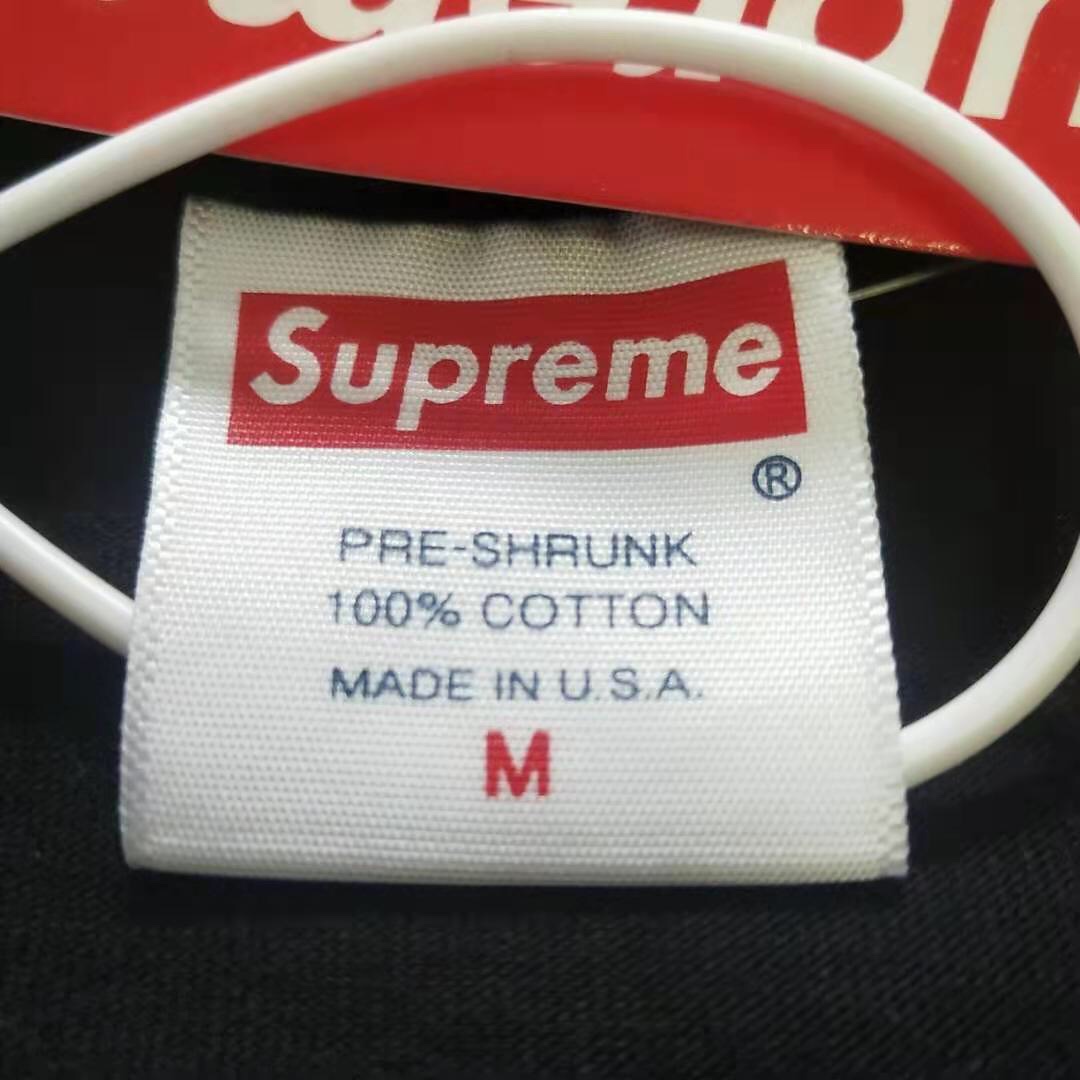 Supreme
®
PRE-SHRUNK
100% COTTON
MADE IN U.S.A.
M